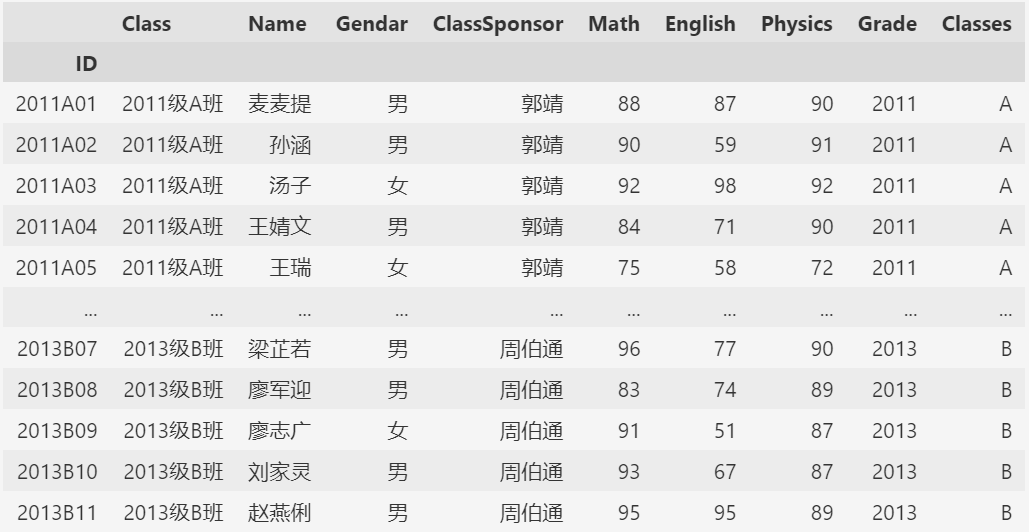 Class Name Gendar ClassSponsor Math English Physics Grade Classes
ID
2011A01 2011级A班 麦麦提 男 郭靖 88 87 90 2011 A
2011A02 2011级A班 孙涵 男 郭靖 90 59 91 2011 A
2011A03 2011级A班 汤子 女 郭靖 92 98 92 2011 A
2011A04 2011级A班 王婧文 男 郭靖 84 71 90 2011 A
2011A05 2011级A班 王瑞 女 郭靖 75 58 72 2011 A
... ... ... ... ... ... ... ... ... ...
2013B07 2013级B班 梁芷若 男 周伯通 96 77 90 2013 B
2013B08 2013级B班 廖军迎 男 周伯通 83 74 89 2013 B
2013B09 2013级B班 廖志广 女 周伯通 91 51 87 2013 B
2013B10 2013级B班 刘家灵 男 周伯通 93 67 87 2013 B
2013B11 2013级B班 赵燕俐 男 周伯通 95 95 89 2013 B